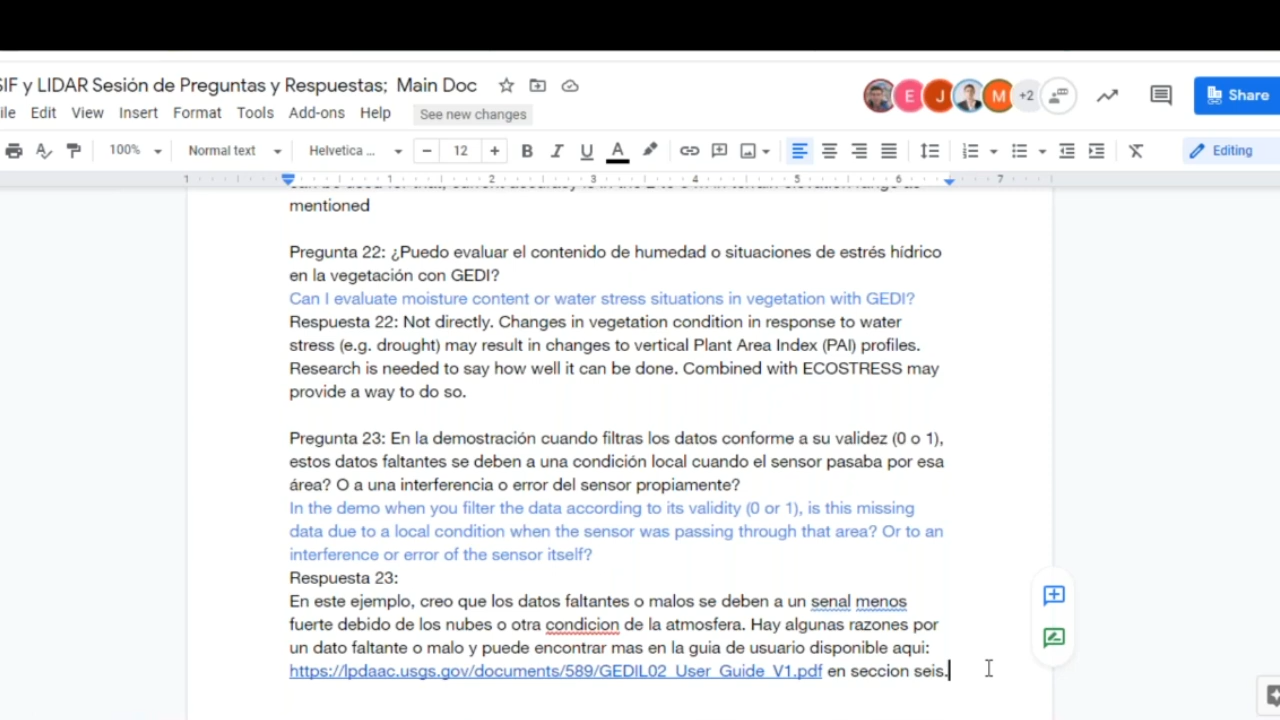 SIF y LIDAR Sesión de Preguntas y Respuestas; Main Doc
ile Edit View Insert Format Tools Add-ons Help See new changes
E J M +2 Share
100% Normal text Helvetica ... 12 B I U A Editing
1 1 2 3 4 5 6 7
mentioned
Pregunta 22: ¿Puedo evaluar el contenido de humedad o situaciones de estrés hídrico
en la vegetación con GEDI?
Can I evaluate moisture content or water stress situations in vegetation with GEDI?
Respuesta 22: Not directly. Changes in vegetation condition in response to water
stress (e.g. drought) may result in changes to vertical Plant Area Index (PAI) profiles.
Research is needed to say how well it can be done. Combined with ECOSTRESS may
provide a way to do so.
Pregunta 23: En la demostración cuando filtras los datos conforme a su validez (0 o 1),
estos datos faltantes se deben a una condición local cuando el sensor pasaba por esa
área? O a una interferencia o error del sensor propiamente?
In the demo when you filter the data according to its validity (0 or 1), is this missing
data due to a local condition when the sensor was passing through that area? Or to an
interference or error of the sensor itself?
Respuesta 23:
En este ejemplo, creo que los datos faltantes o malos se deben a un senal menos
fuerte debido de los nubes o otra condicion de la atmosfera. Hay algunas razones por
un dato faltante o malo y puede encontrar mas en la guia de usuario disponible aqui:
https://lpdaac.usgs.gov/documents/589/GEDIL02_User_Guide_V1.pdf en seccion seis.